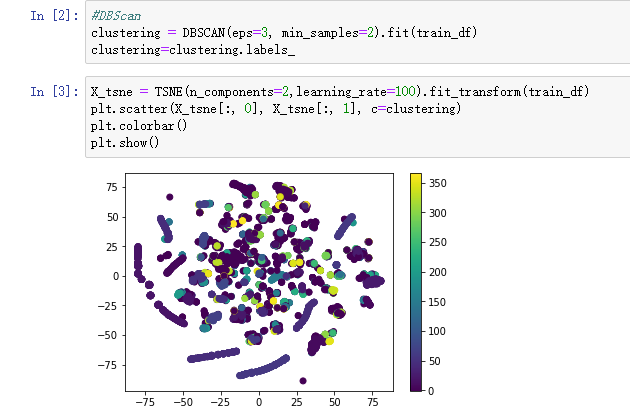 In [2]:
#DBScan
clustering = DBSCAN(eps=3, min_samples=2).fit(train_df)
clustering=clustering.labels_
In [3]:
X_tsne = TSNE(n_components=2,learning_rate=100).fit_transform(train_df)
plt.scatter(X_tsne[:, 0], X_tsne[:, 1], c=clustering)
plt.colorbar()
plt.show()
75
50
25
0
−25
−50
−75
−75 −50 −25 0 25 50 75
350
300
250
200
150
100
50
0